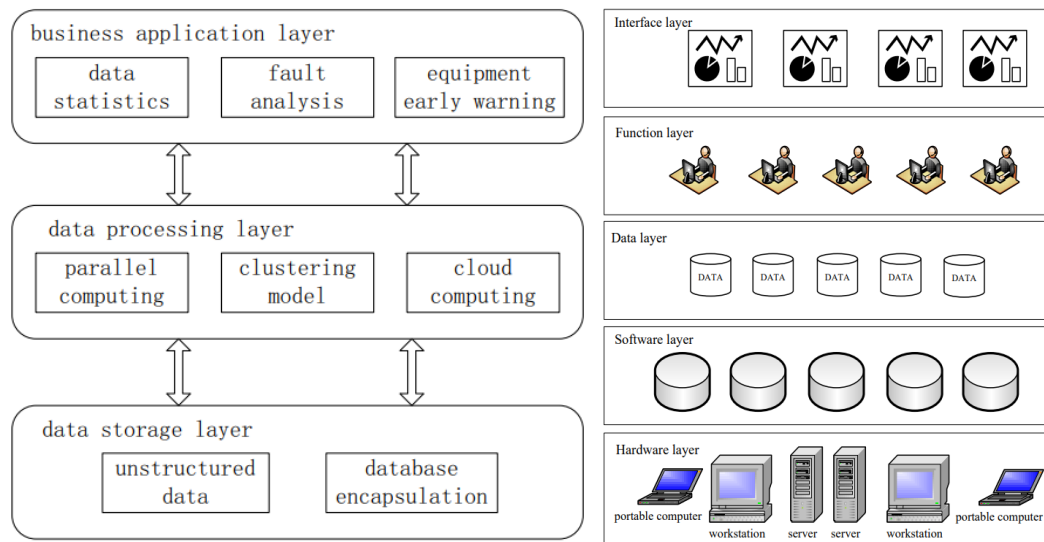 business application layer
data
statistics
fault
analysis
equipment
early warning
data processing layer
parallel
computing
clustering
model
cloud
computing
data storage layer
unstructured
data
database
encapsulation
Interface layer
Function layer
Data layer
DATA
DATA
DATA
DATA
DATA
Software layer
Hardware layer
portable computer
workstation
server
server
workstation
portable computer